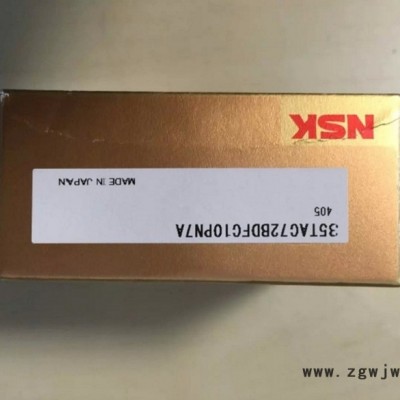 35TAC72BDFC10PN7A
405
MADE IN JAPAN
NSK
www.zgwjw